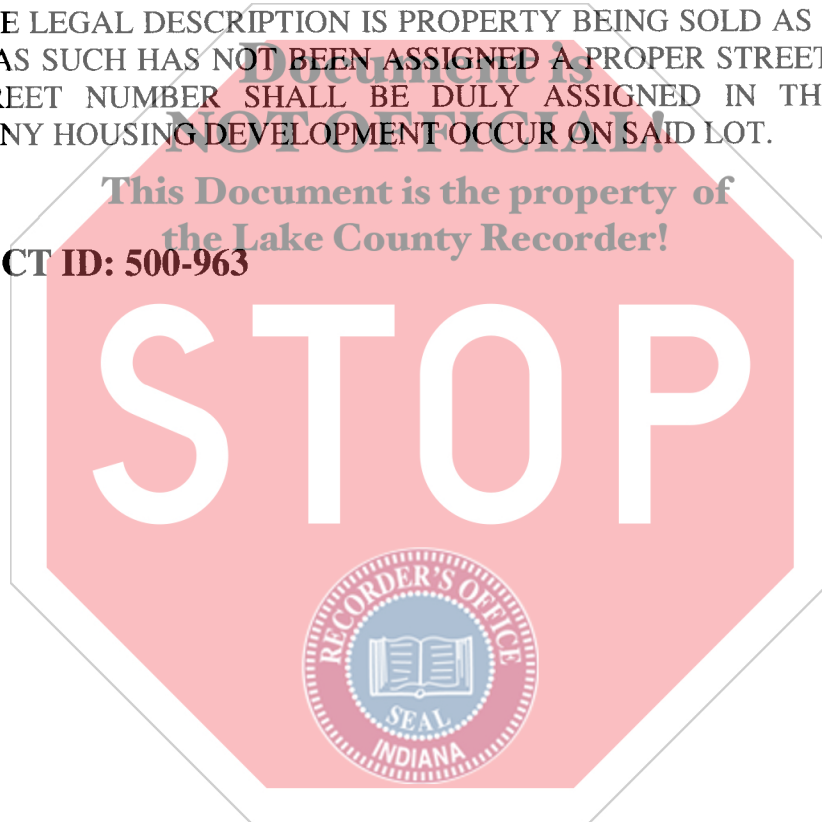 E LEGAL DESCRIPTION IS PROPERTY BEING SOLD AS
AS SUCH HAS NOT BEEN ASSIGNED A PROPER STREET
REET NUMBER SHALL BE DULY ASSIGNED IN TH
NY HOUSING DEVELOPMENT OCCUR ON SAID LOT.
Document is
NOT OFFICIAL!
This Document is the property of
the Lake County Recorder!
CT ID: 500-963
STOP
RECORDER'S OFFICE
SEAL
INDIANA